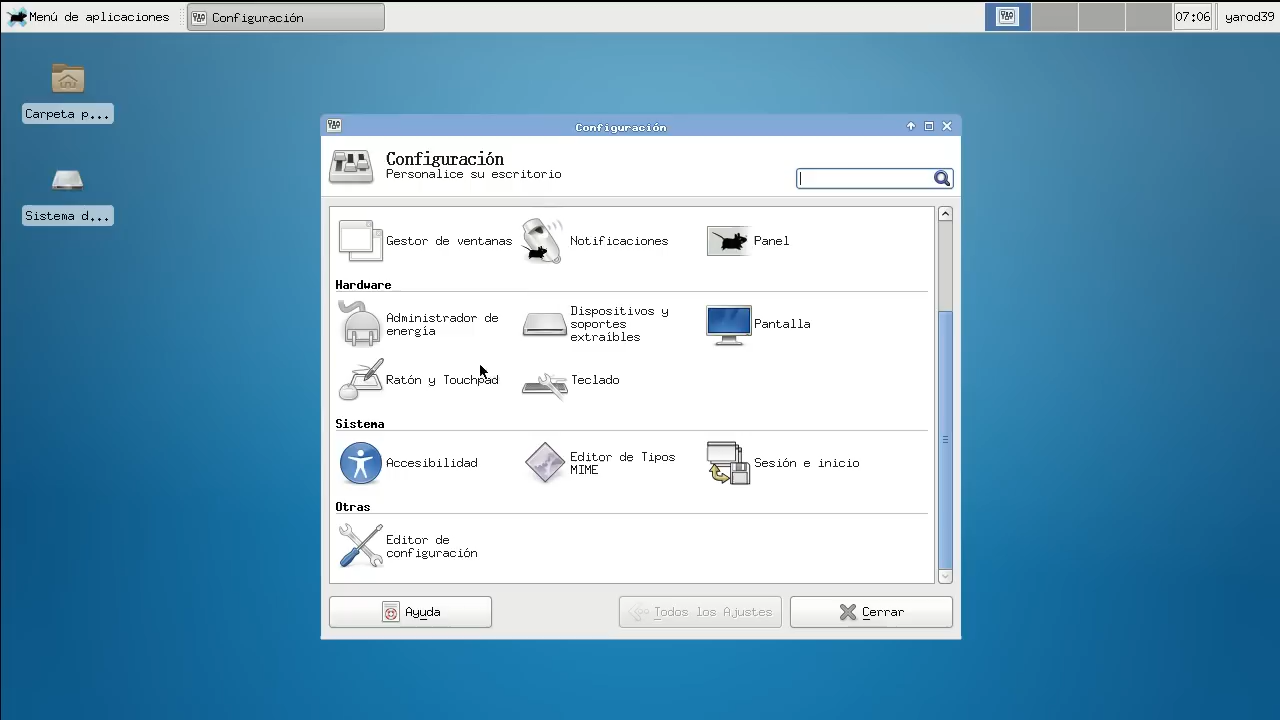 Menú de aplicaciones
Configuración
07:06
yarod39
Carpeta p...
Sistema d...
Configuración
Configuración
Personalice su escritorio
Gestor de ventanas
Notificaciones
Panel
Hardware
Administrador de
energía
Dispositivos y
soportes
extraibles
Pantalla
Ratón y Touchpad
Teclado
Sistema
Accesibilidad
Editor de Tipos
MIME
Sesión e inicio
Otras
Editor de
configuración
Ayuda
Todos los Ajustes
Cerrar